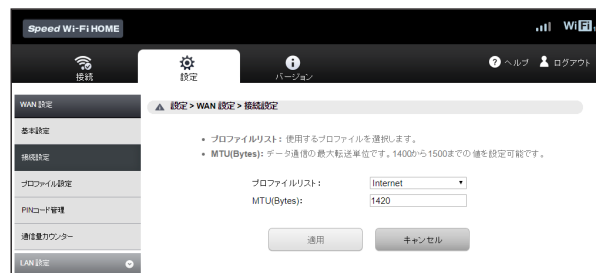 Speed Wi-Fi HOME
WiFi
接続
設定
バージョン
? ヘルプ
ログアウト
WAN 設定
設定 > WAN 設定 > 接続設定
基本設定
接続設定
プロファイル設定
PINコード管理
通信量カウンター
LAN 設定
• プロファイルリスト: 使用するプロファイルを選択します。
• MTU(Bytes): データ通信の最大転送単位です。1400から1500までの値を設定可能です。
プロファイルリスト: Internet
MTU(Bytes): 1420
適用
キャンセル